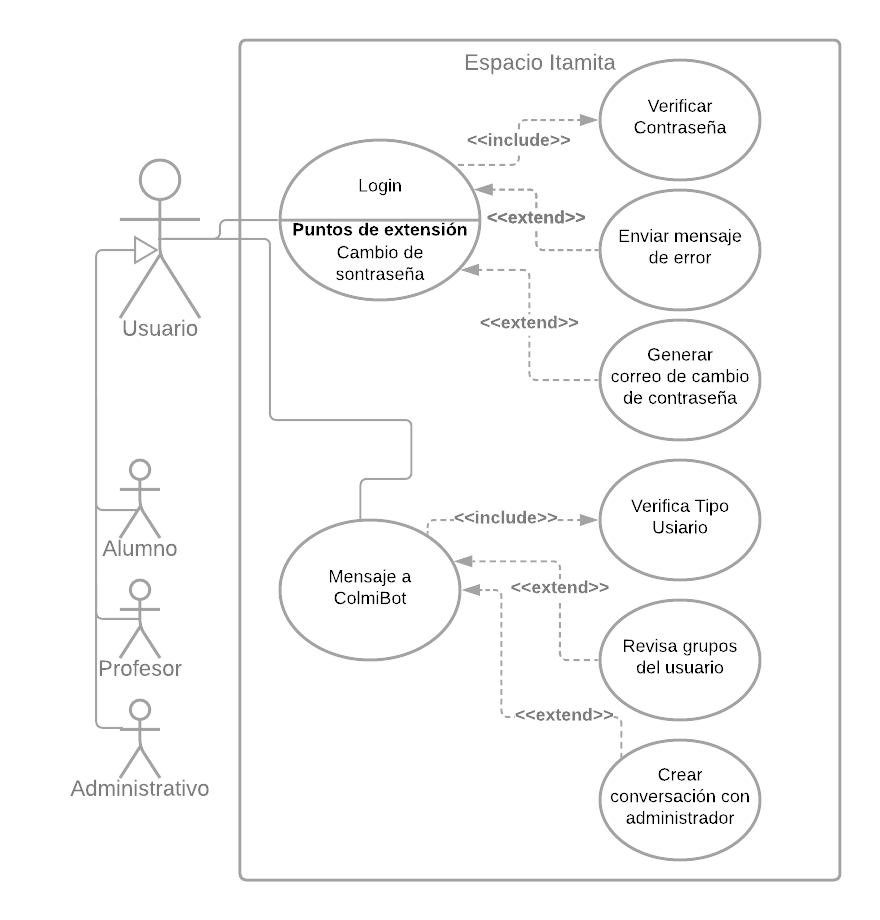 Espacio Itamita
Verificar
Contraseña
<<include>>
Login
Puntos de extensión
Cambio de
sontraseña
<<extend>>
Enviar mensaje
de error
<<extend>>
Generar
correo de cambio
de contraseña
Usuario
Alumno
Profesor
Administrativo
Mensaje a
ColmiBot
<<include>>
Verifica Tipo
Usiario
<<extend>>
Revisa grupos
del usuario
<<extend>>
Crear
conversación con
administrador